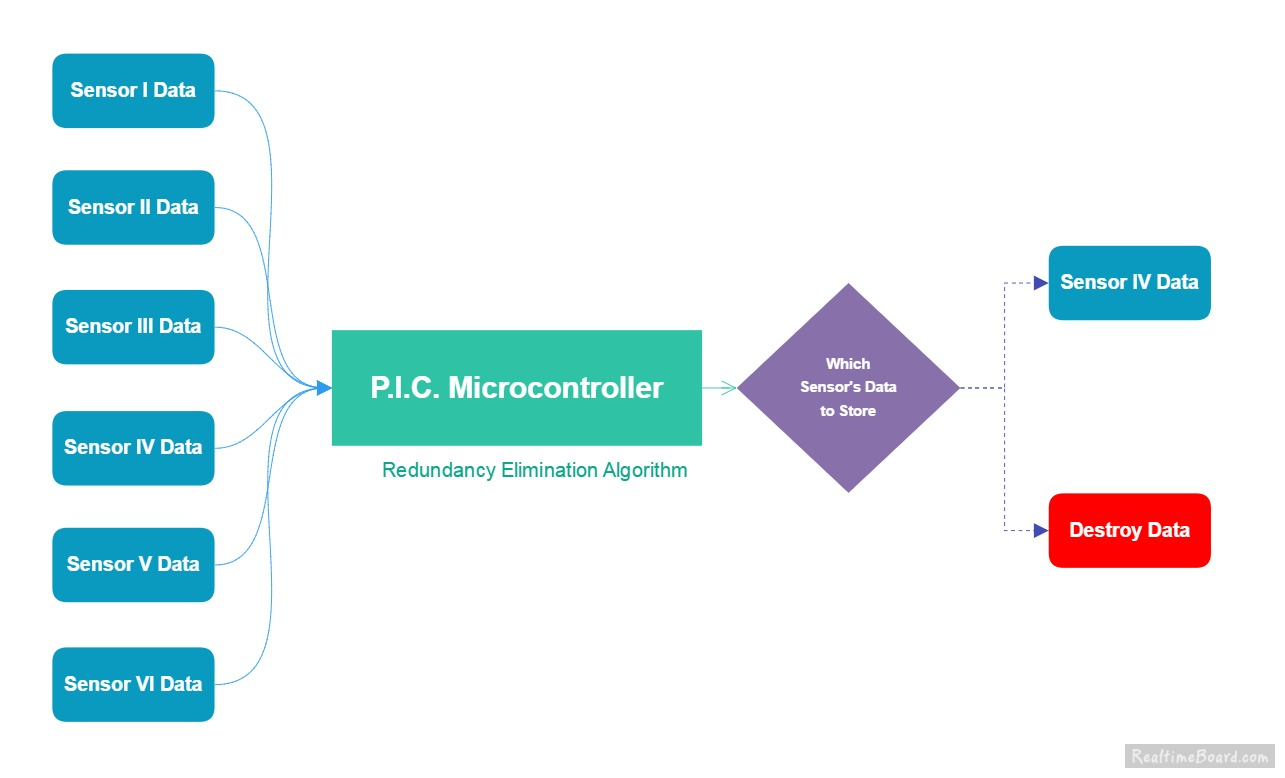 Sensor I Data
Sensor II Data
Sensor III Data
Sensor IV Data
Sensor V Data
Sensor VI Data
P.I.C. Microcontroller
Redundancy Elimination Algorithm
Which
Sensor's Data
to Store
Sensor IV Data
Destroy Data
RealtimeBoard.com